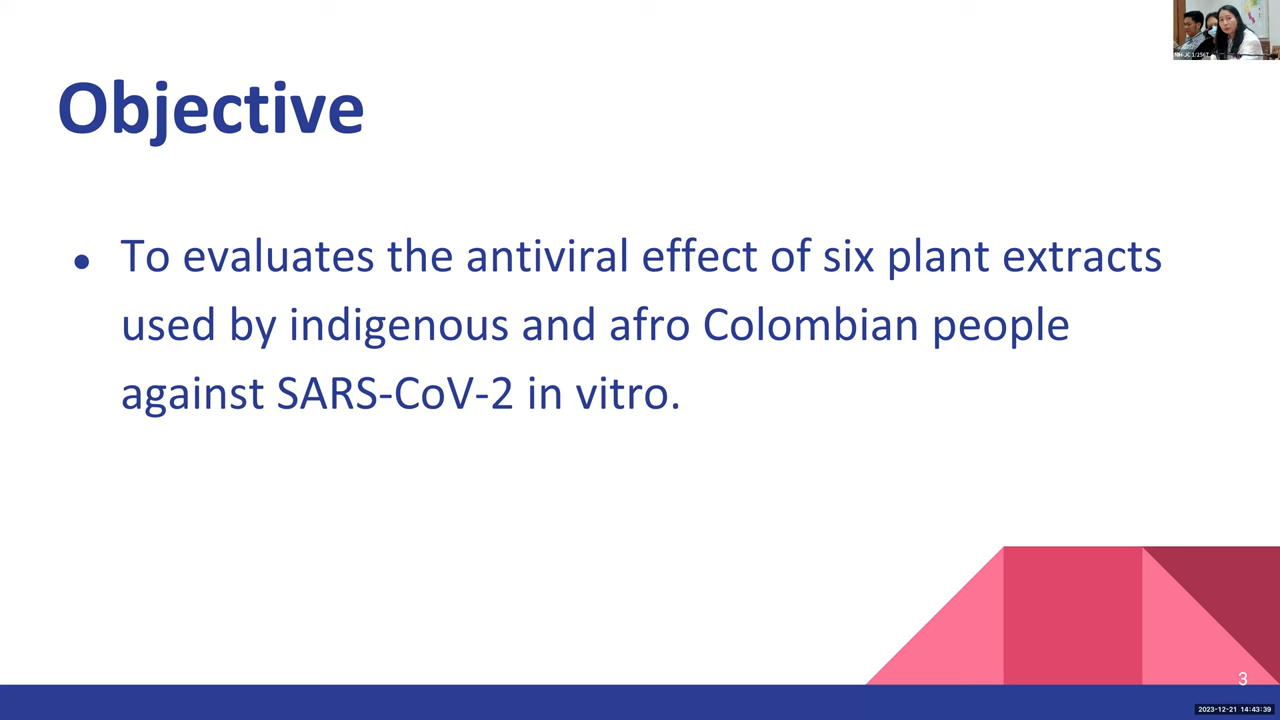 Objective
• To evaluates the antiviral effect of six plant extracts
used by indigenous and afro Colombian people
against SARS-CoV-2 in vitro.
3
2023-12-21 14:43:39